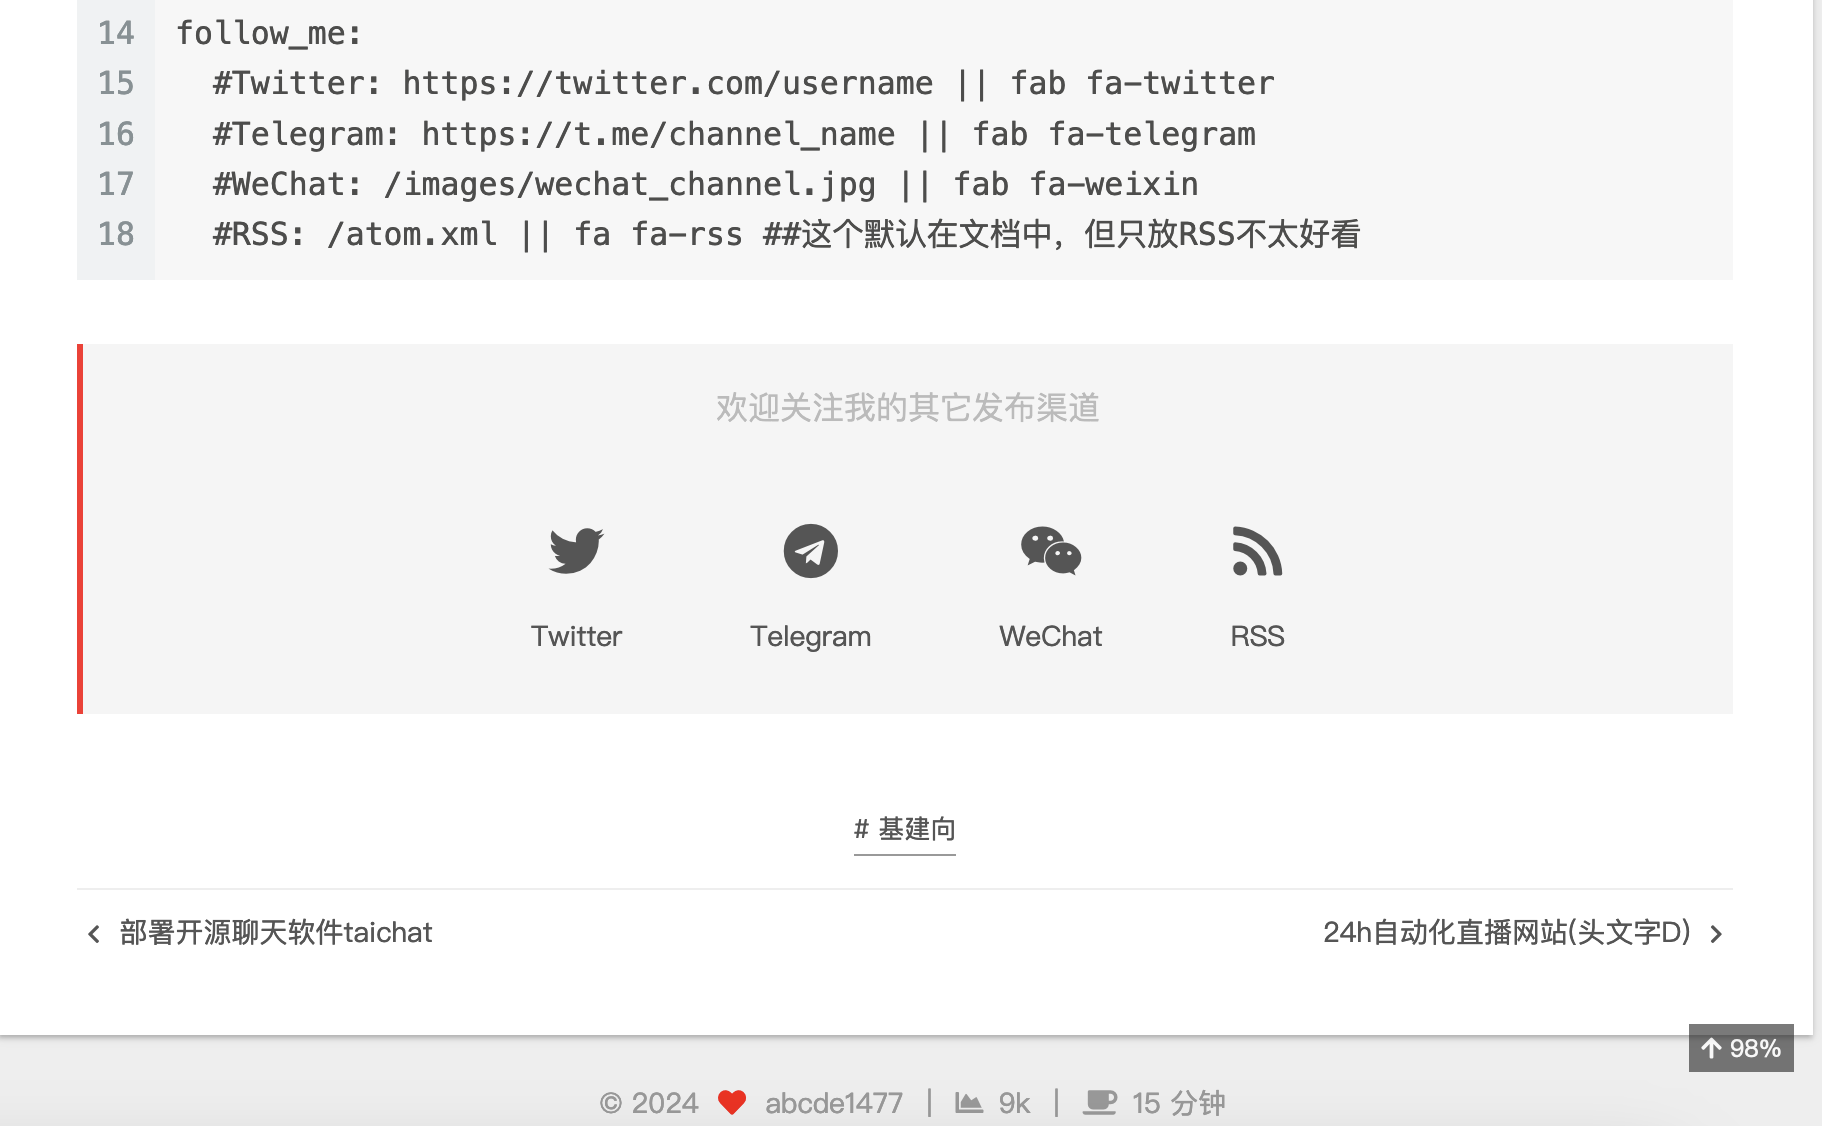 14 follow_me:
15 #Twitter: https://twitter.com/username || fab fa-twitter
16 #Telegram: https://t.me/channel_name || fab fa-telegram
17 #WeChat: /images/wechat_channel.jpg || fab fa-weixin
18 #RSS: /atom.xml || fa fa-rss ##这个默认在文档中，但只放RSS不太好看
欢迎关注我的其它发布渠道
Twitter Telegram WeChat RSS
# 基建向
部署开源聊天软件taichat 24h自动化直播网站(头文字D)
98%
© 2024 abcde1477 | 9k | 15 分钟